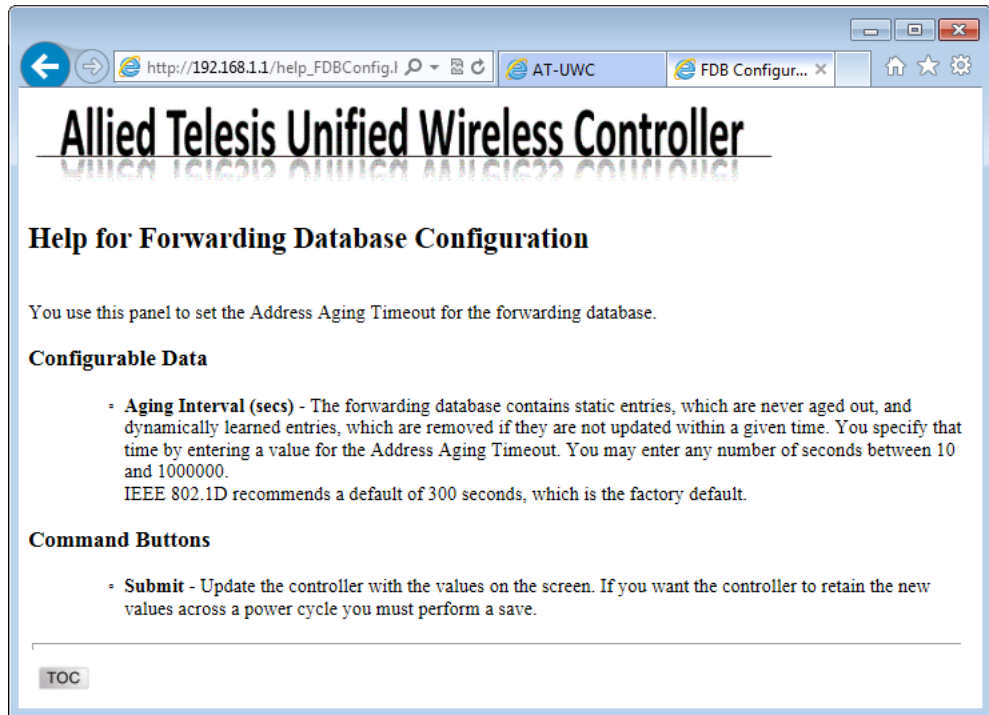 http://192.168.1.1/help_FDBConfig.h
AT-UWC
FDB Configur...
Allied Telesis Unified Wireless Controller
Help for Forwarding Database Configuration
You use this panel to set the Address Aging Timeout for the forwarding database.
Configurable Data
Aging Interval (secs) - The forwarding database contains static entries, which are never aged out, and
dynamically learned entries, which are removed if they are not updated within a given time. You specify that
time by entering a value for the Address Aging Timeout. You may enter any number of seconds between 10
and 1000000.
IEEE 802.1D recommends a default of 300 seconds, which is the factory default.
Command Buttons
Submit - Update the controller with the values on the screen. If you want the controller to retain the new
values across a power cycle you must perform a save.
TOC